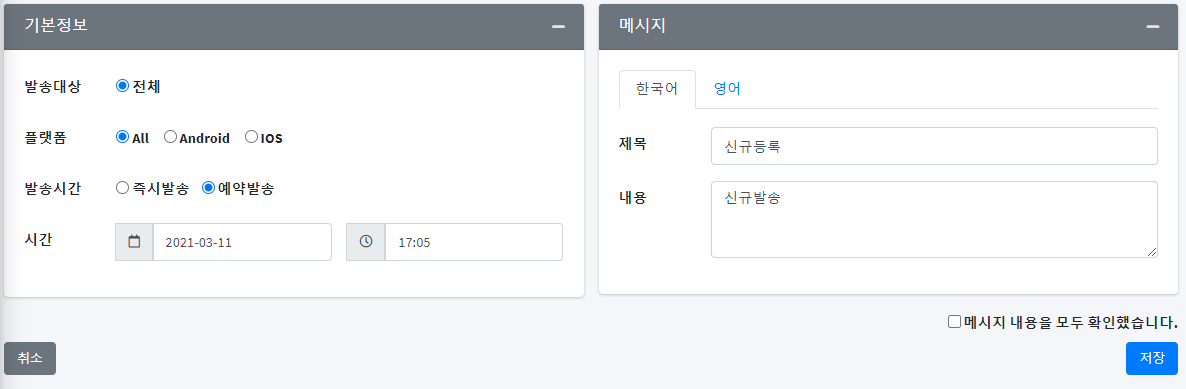 기본정보
발송대상 전체
플랫폼 All Android IOS
발송시간 즉시발송 예약발송
시간 2021-03-11 17:05
메시지
한국어 영어
제목 신규등록
내용 신규발송
메시지 내용을 모두 확인했습니다.
취소 저장